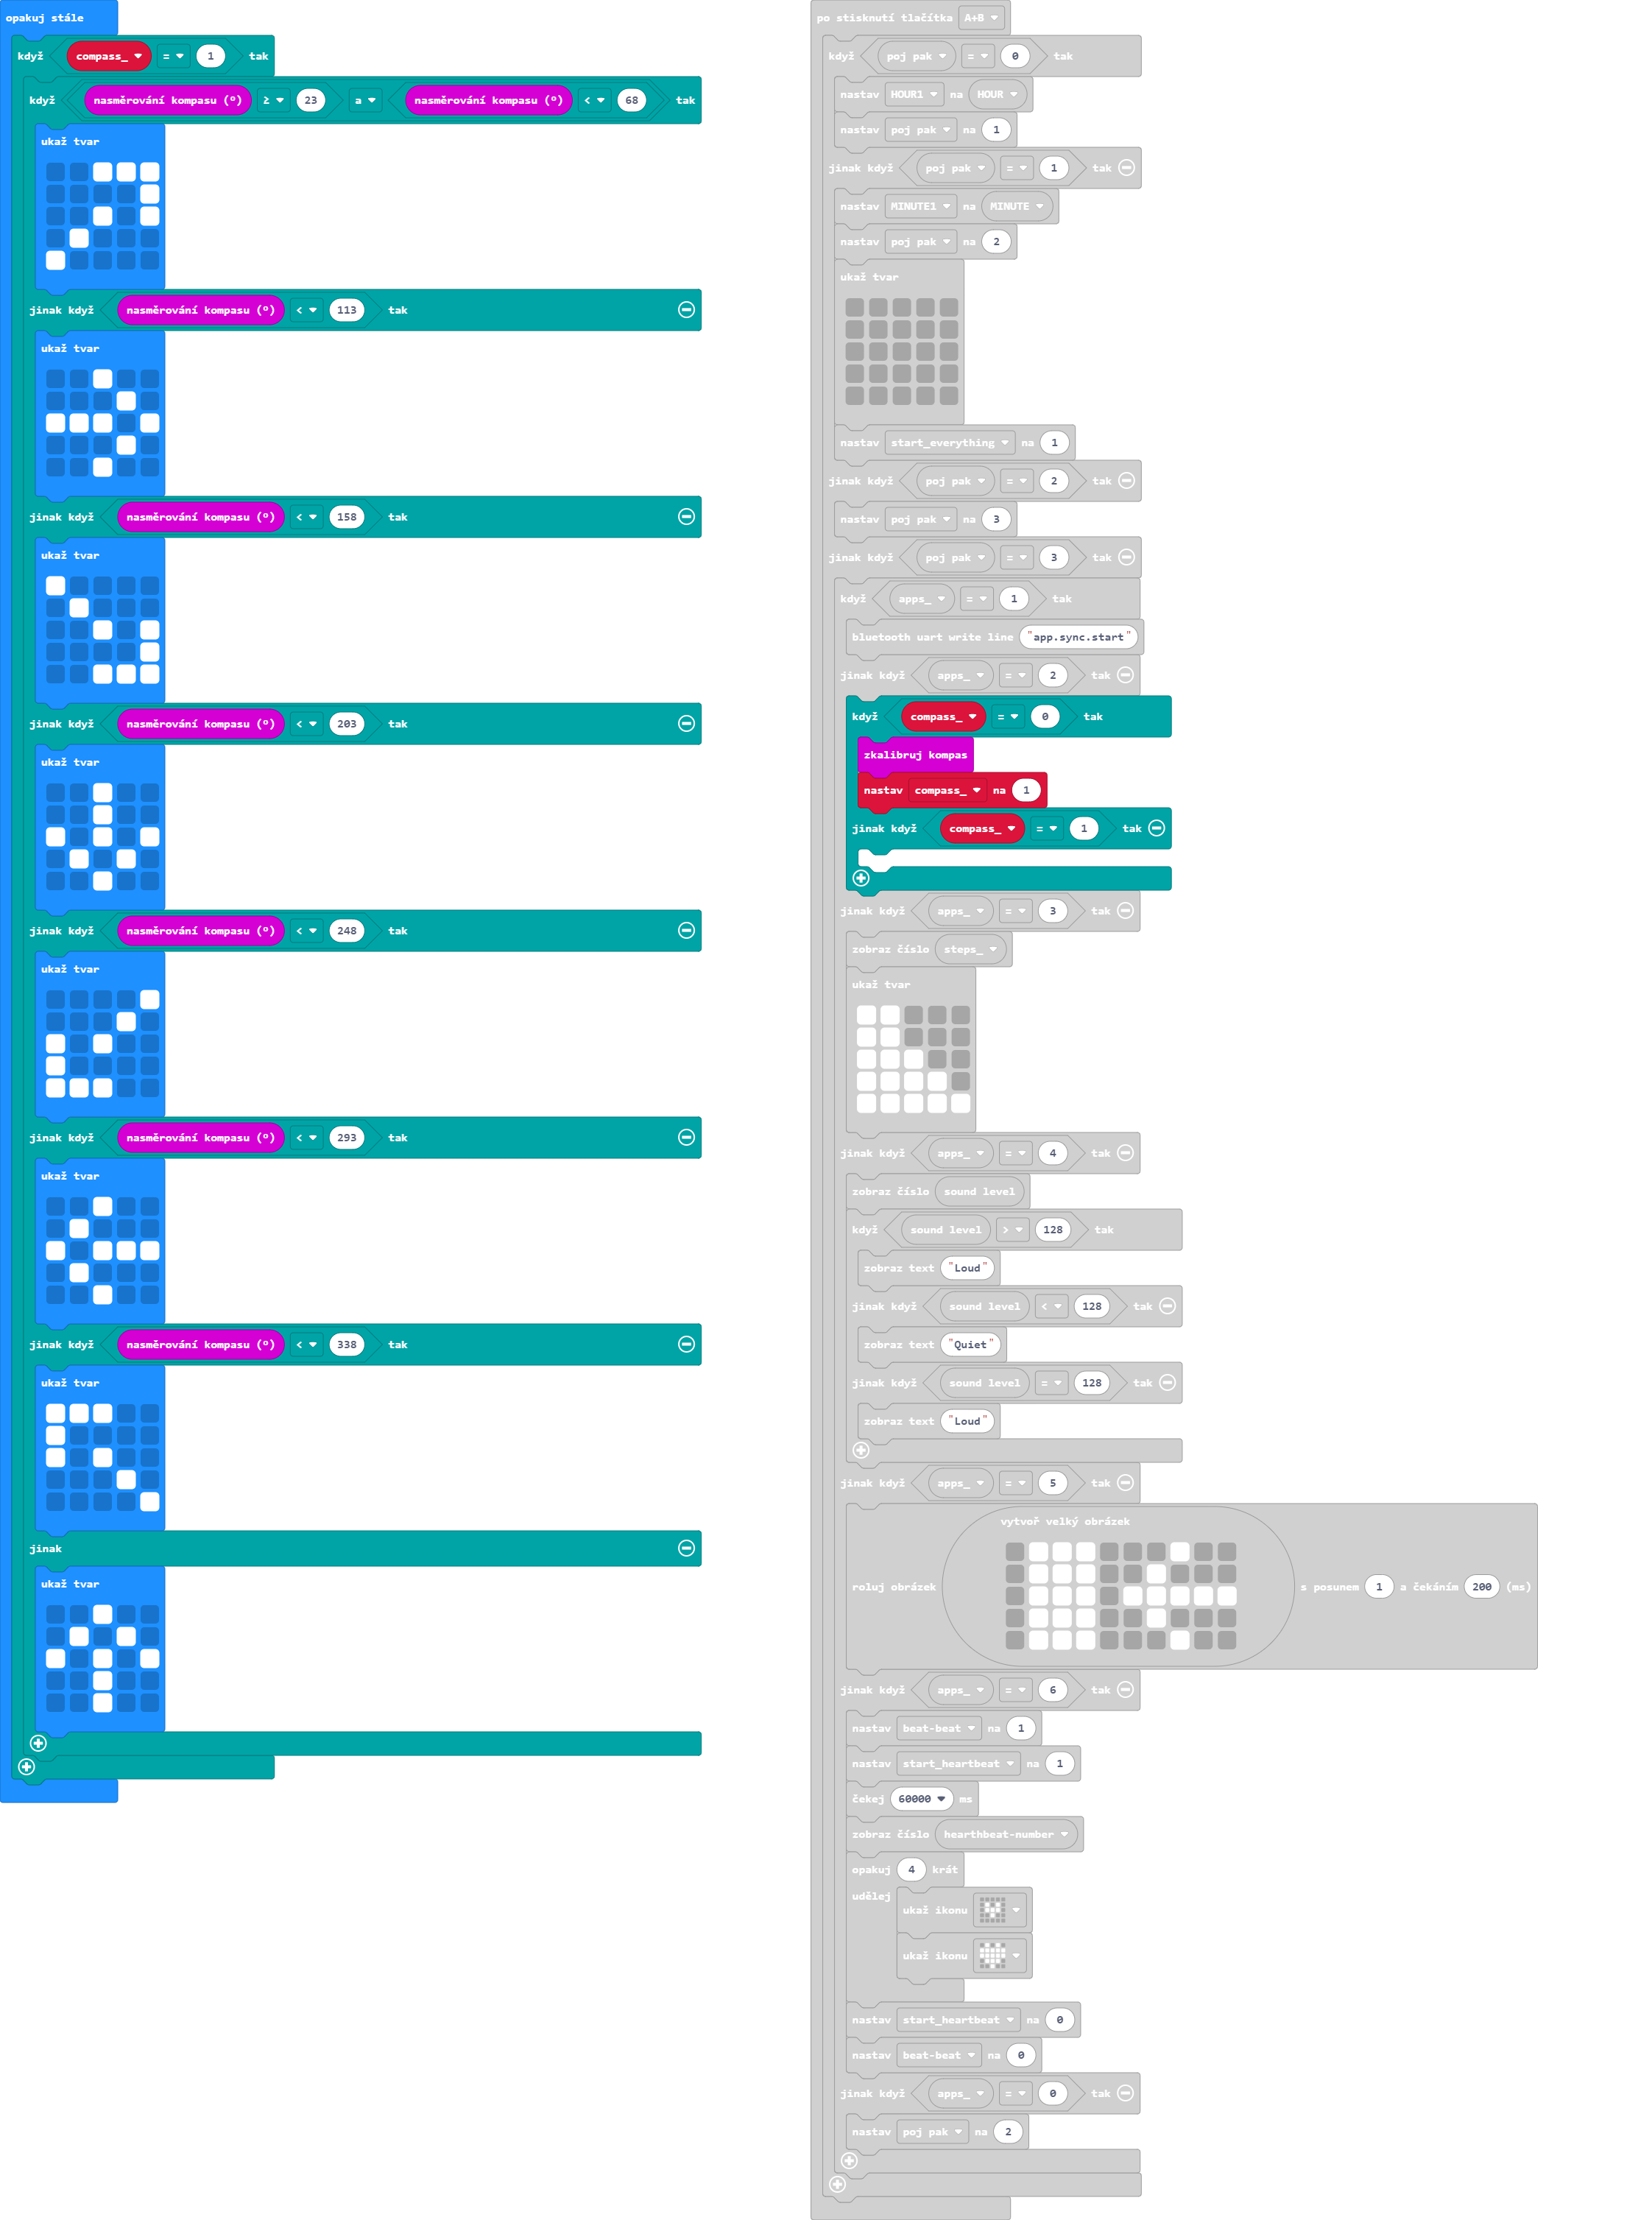 opakuj stále
když compass_ = 1 tak
když nasměrování kompasu (º) ≥ 23 a nasměrování kompasu (º) < 68 tak
ukaž tvar
jinak když nasměrování kompasu (º) < 113 tak
ukaž tvar
jinak když nasměrování kompasu (º) < 158 tak
ukaž tvar
jinak když nasměrování kompasu (º) < 203 tak
ukaž tvar
jinak když nasměrování kompasu (º) < 248 tak
ukaž tvar
jinak když nasměrování kompasu (º) < 293 tak
ukaž tvar
jinak když nasměrování kompasu (º) < 338 tak
ukaž tvar
jinak
ukaž tvar
po stisknutí tlačítka A+B
když poj pak = 0 tak
nastav HOUR1 na HOUR
nastav poj pak na 1
jinak když poj pak = 1 tak
nastav MINUTE1 na MINUTE
nastav poj pak na 2
ukaž tvar
nastav start_everything na 1
jinak když poj pak = 2 tak
nastav poj pak na 3
jinak když poj pak = 3 tak
když apps_ = 1 tak
bluetooth uart write line "app.sync.start"
jinak když apps_ = 2 tak
když compass_ = 0 tak
zkalibruj kompas
nastav compass_ na 1
jinak když compass_ = 1 tak
jinak když apps_ = 3 tak
zobraz číslo steps_
ukaž tvar
jinak když apps_ = 4 tak
zobraz číslo sound level
když sound level > 128 tak
zobraz text "Loud"
jinak když sound level < 128 tak
zobraz text "Quiet"
jinak když sound level = 128 tak
zobraz text "Loud"
jinak když apps_ = 5 tak
vytvoř velký obrázek
roluj obrázek s posunem 1 a čekáním 200 (ms)
jinak když apps_ = 6 tak
nastav beat-beat na 1
nastav start_heartbeat na 1
čekej 60000 ms
zobraz číslo hearthbeat-number
opakuj 4 krát
udělej
ukaž ikonu
ukaž ikonu
nastav start_heartbeat na 0
nastav beat-beat na 0
jinak když apps_ = 0 tak
nastav poj pak na 2